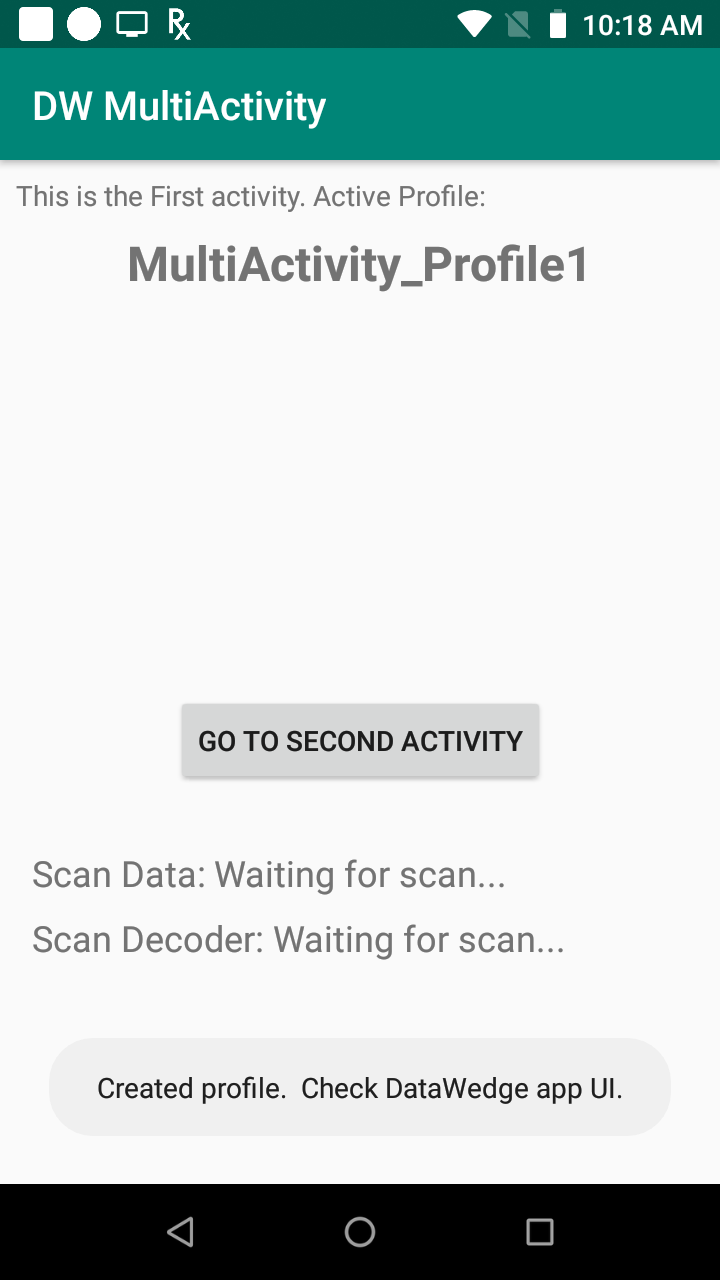 10:18 AM
DW MultiActivity
This is the First activity. Active Profile:
MultiActivity_Profile1
GO TO SECOND ACTIVITY
Scan Data: Waiting for scan...
Scan Decoder: Waiting for scan...
Created profile.  Check DataWedge app UI.